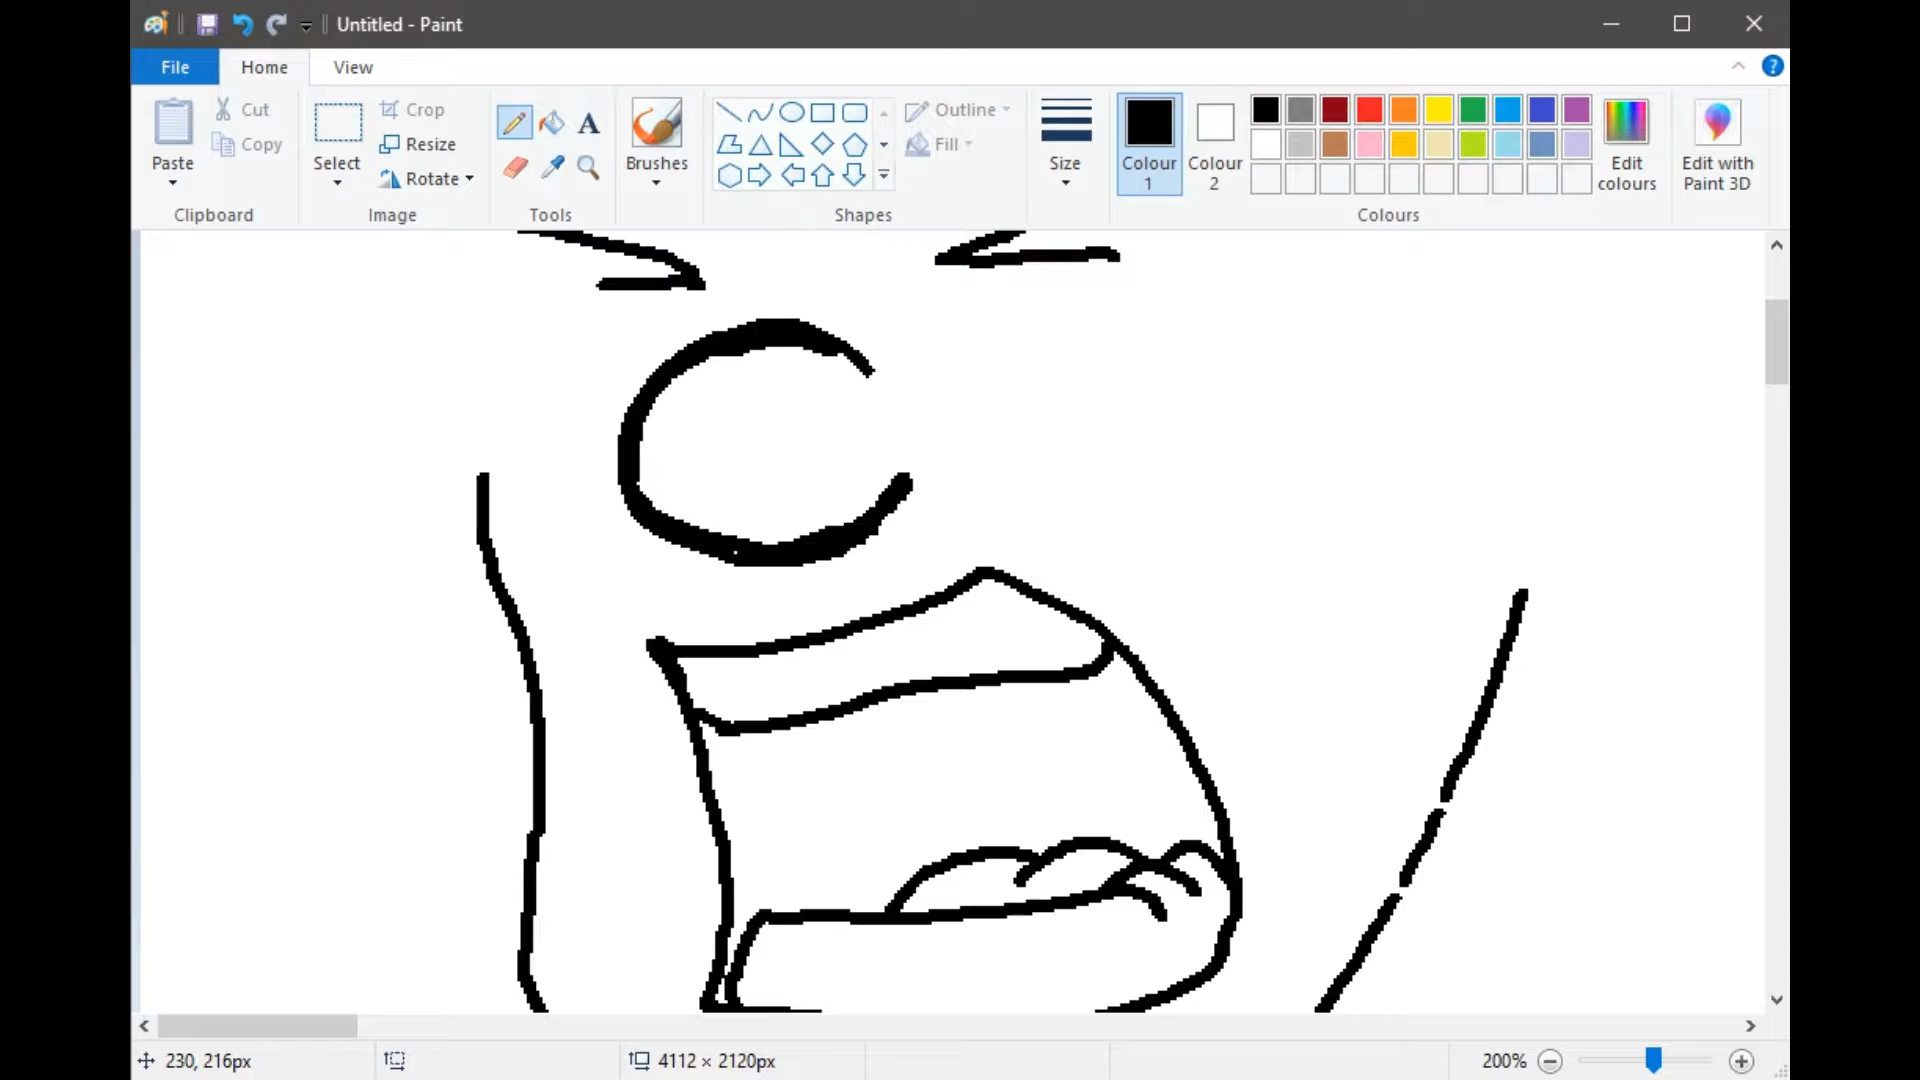 Untitled - Paint
File Home View
Paste
Cut
Copy
Clipboard
Select
Crop
Resize
Rotate
Image
A
Tools
Brushes
Outline
Fill
Shapes
Size
Colour 1
Colour 2
Edit colours
Colours
Edit with Paint 3D
?
230, 216px
4112 × 2120px
200%